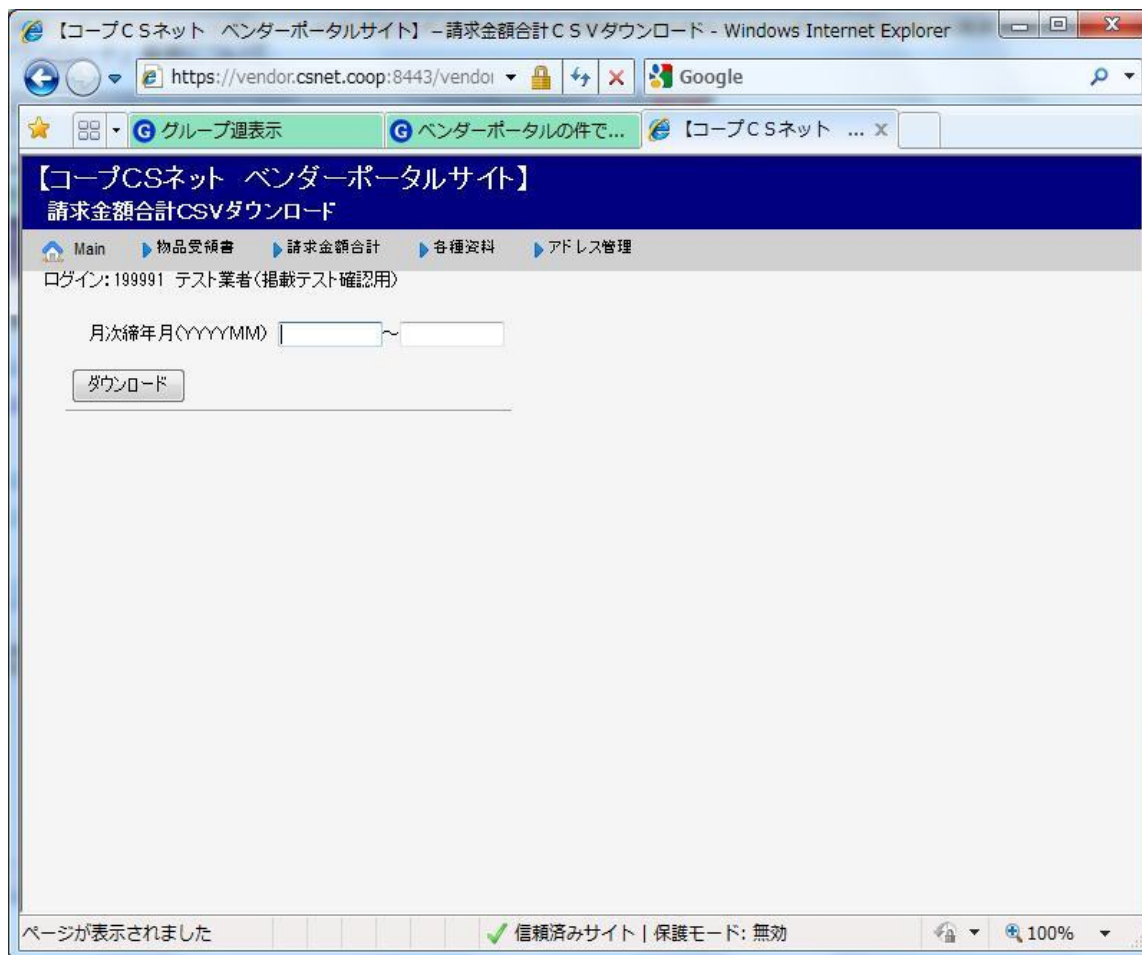 【コープＣＳネット　ベンダーポータルサイト】 –請求金額合計ＣＳＶダウンロード - Windows Internet Explorer
https://vendor.csnet.coop:8443/vendor
Google
グループ週表示
ベンダーポータルの件で...
【コープＣＳネット ...
【コープCSネット　ベンダーポータルサイト】
請求金額合計CSVダウンロード
Main 物品受領書 請求金額合計 各種資料 アドレス管理
ログイン: 199991 テスト業者(掲載テスト確認用)
月次締年月(YYYYMM) ～
ダウンロード
ページが表示されました 信頼済みサイト | 保護モード: 無効 100%